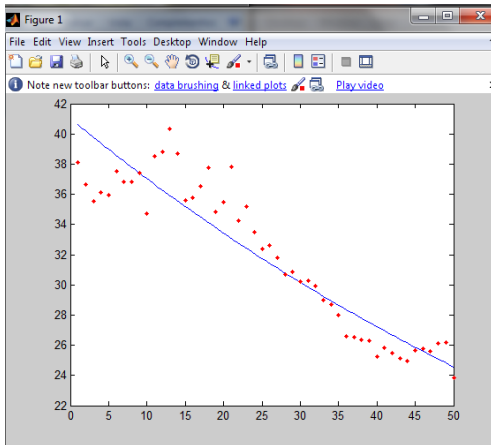 Figure 1
File Edit View Insert Tools Desktop Window Help
Note new toolbar buttons: data brushing & linked plots Play video
42
40
38
36
34
32
30
28
26
24
22
0 5 10 15 20 25 30 35 40 45 50